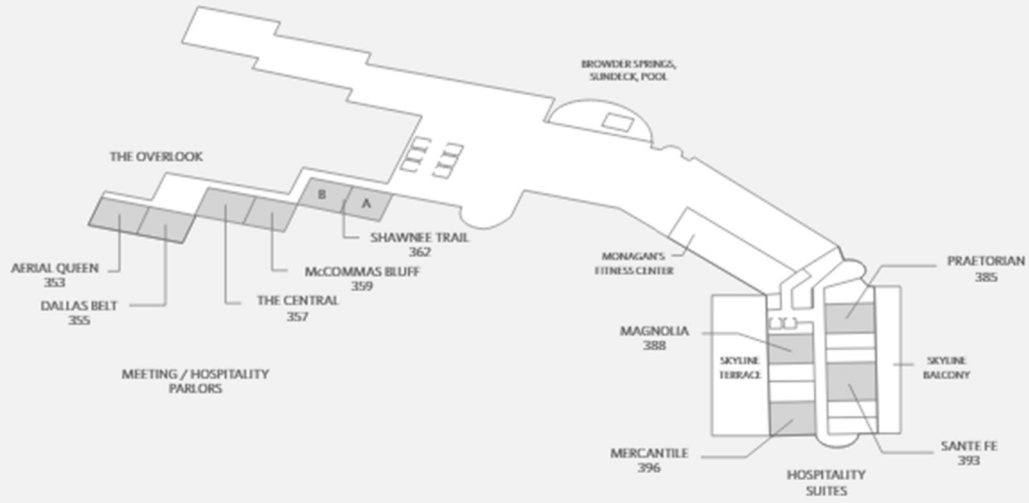 BROWDER SPRINGS,
SUNDECK, POOL
THE OVERLOOK
B
A
SHAWNEE TRAIL
362
AERIAL QUEEN
353
McCOMMAS BLUFF
359
DALLAS BELT
355
THE CENTRAL
357
MONAGAN'S
FITNESS CENTER
PRAETORIAN
385
MAGNOLIA
388
SKYLINE
TERRACE
SKYLINE
BALCONY
MEETING / HOSPITALITY
PARLORS
MERCANTILE
396
SANTE FE
393
HOSPITALITY
SUITES